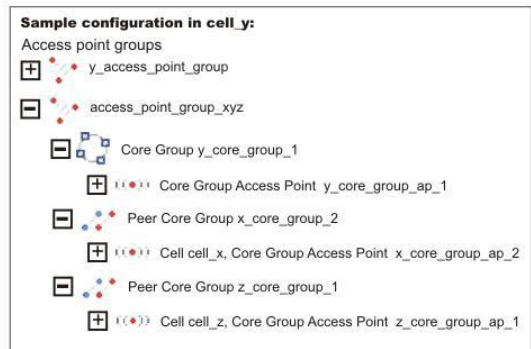 Sample configuration in cell_y:
Access point groups
y_access_point_group
access_point_group_xyz
Core Group y_core_group_1
Core Group Access Point y_core_group_ap_1
Peer Core Group x_core_group_2
Cell cell_x, Core Group Access Point x_core_group_ap_2
Peer Core Group z_core_group_1
Cell cell_z, Core Group Access Point z_core_group_ap_1